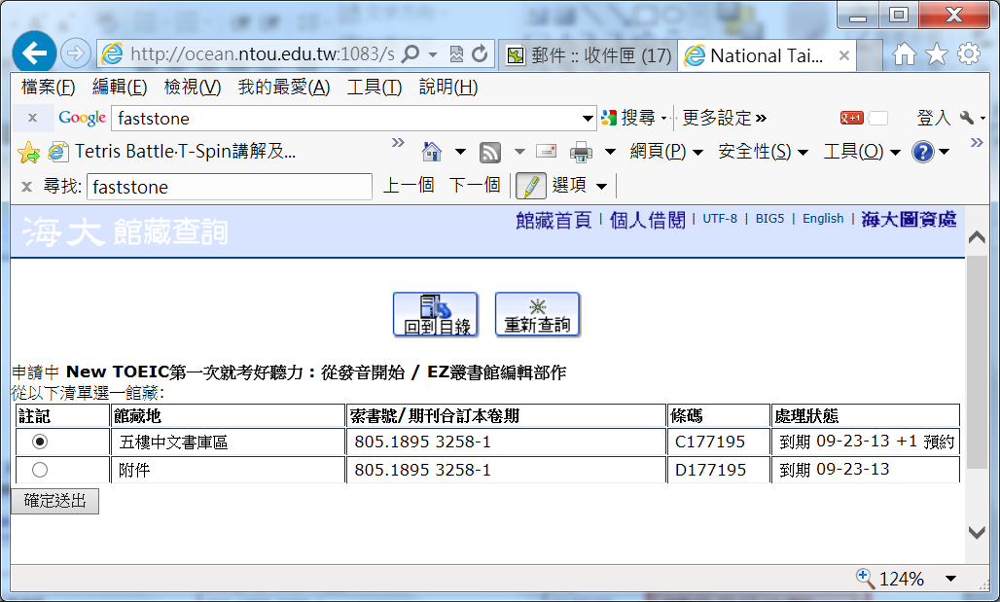 http://ocean.ntou.edu.tw:1083/s
郵件 :: 收件匣 (17)
National Tai...
檔案(F) 編輯(E) 檢視(V) 我的最愛(A) 工具(T) 說明(H)
x Google faststone 搜尋 更多設定 » g+1 登入
Tetris Battle‧T-Spin講解及... » 網頁(P) 安全性(S) 工具(O) »
x 尋找: faststone 上一個 下一個 選項
海大 館藏查詢
館藏首頁 | 個人借閱 | UTF-8 | BIG5 | English | 海大圖資處
回到目錄 重新查詢
申請中 New TOEIC第一次就考好聽力 : 從發音開始 / EZ叢書館編輯部作
從以下清單選一館藏:
註記 館藏地 索書號/期刊合訂本卷期 條碼 處理狀態
五樓中文書庫區 805.1895 3258-1 C177195 到期 09-23-13 +1 預約
附件 805.1895 3258-1 D177195 到期 09-23-13
確定送出
124%